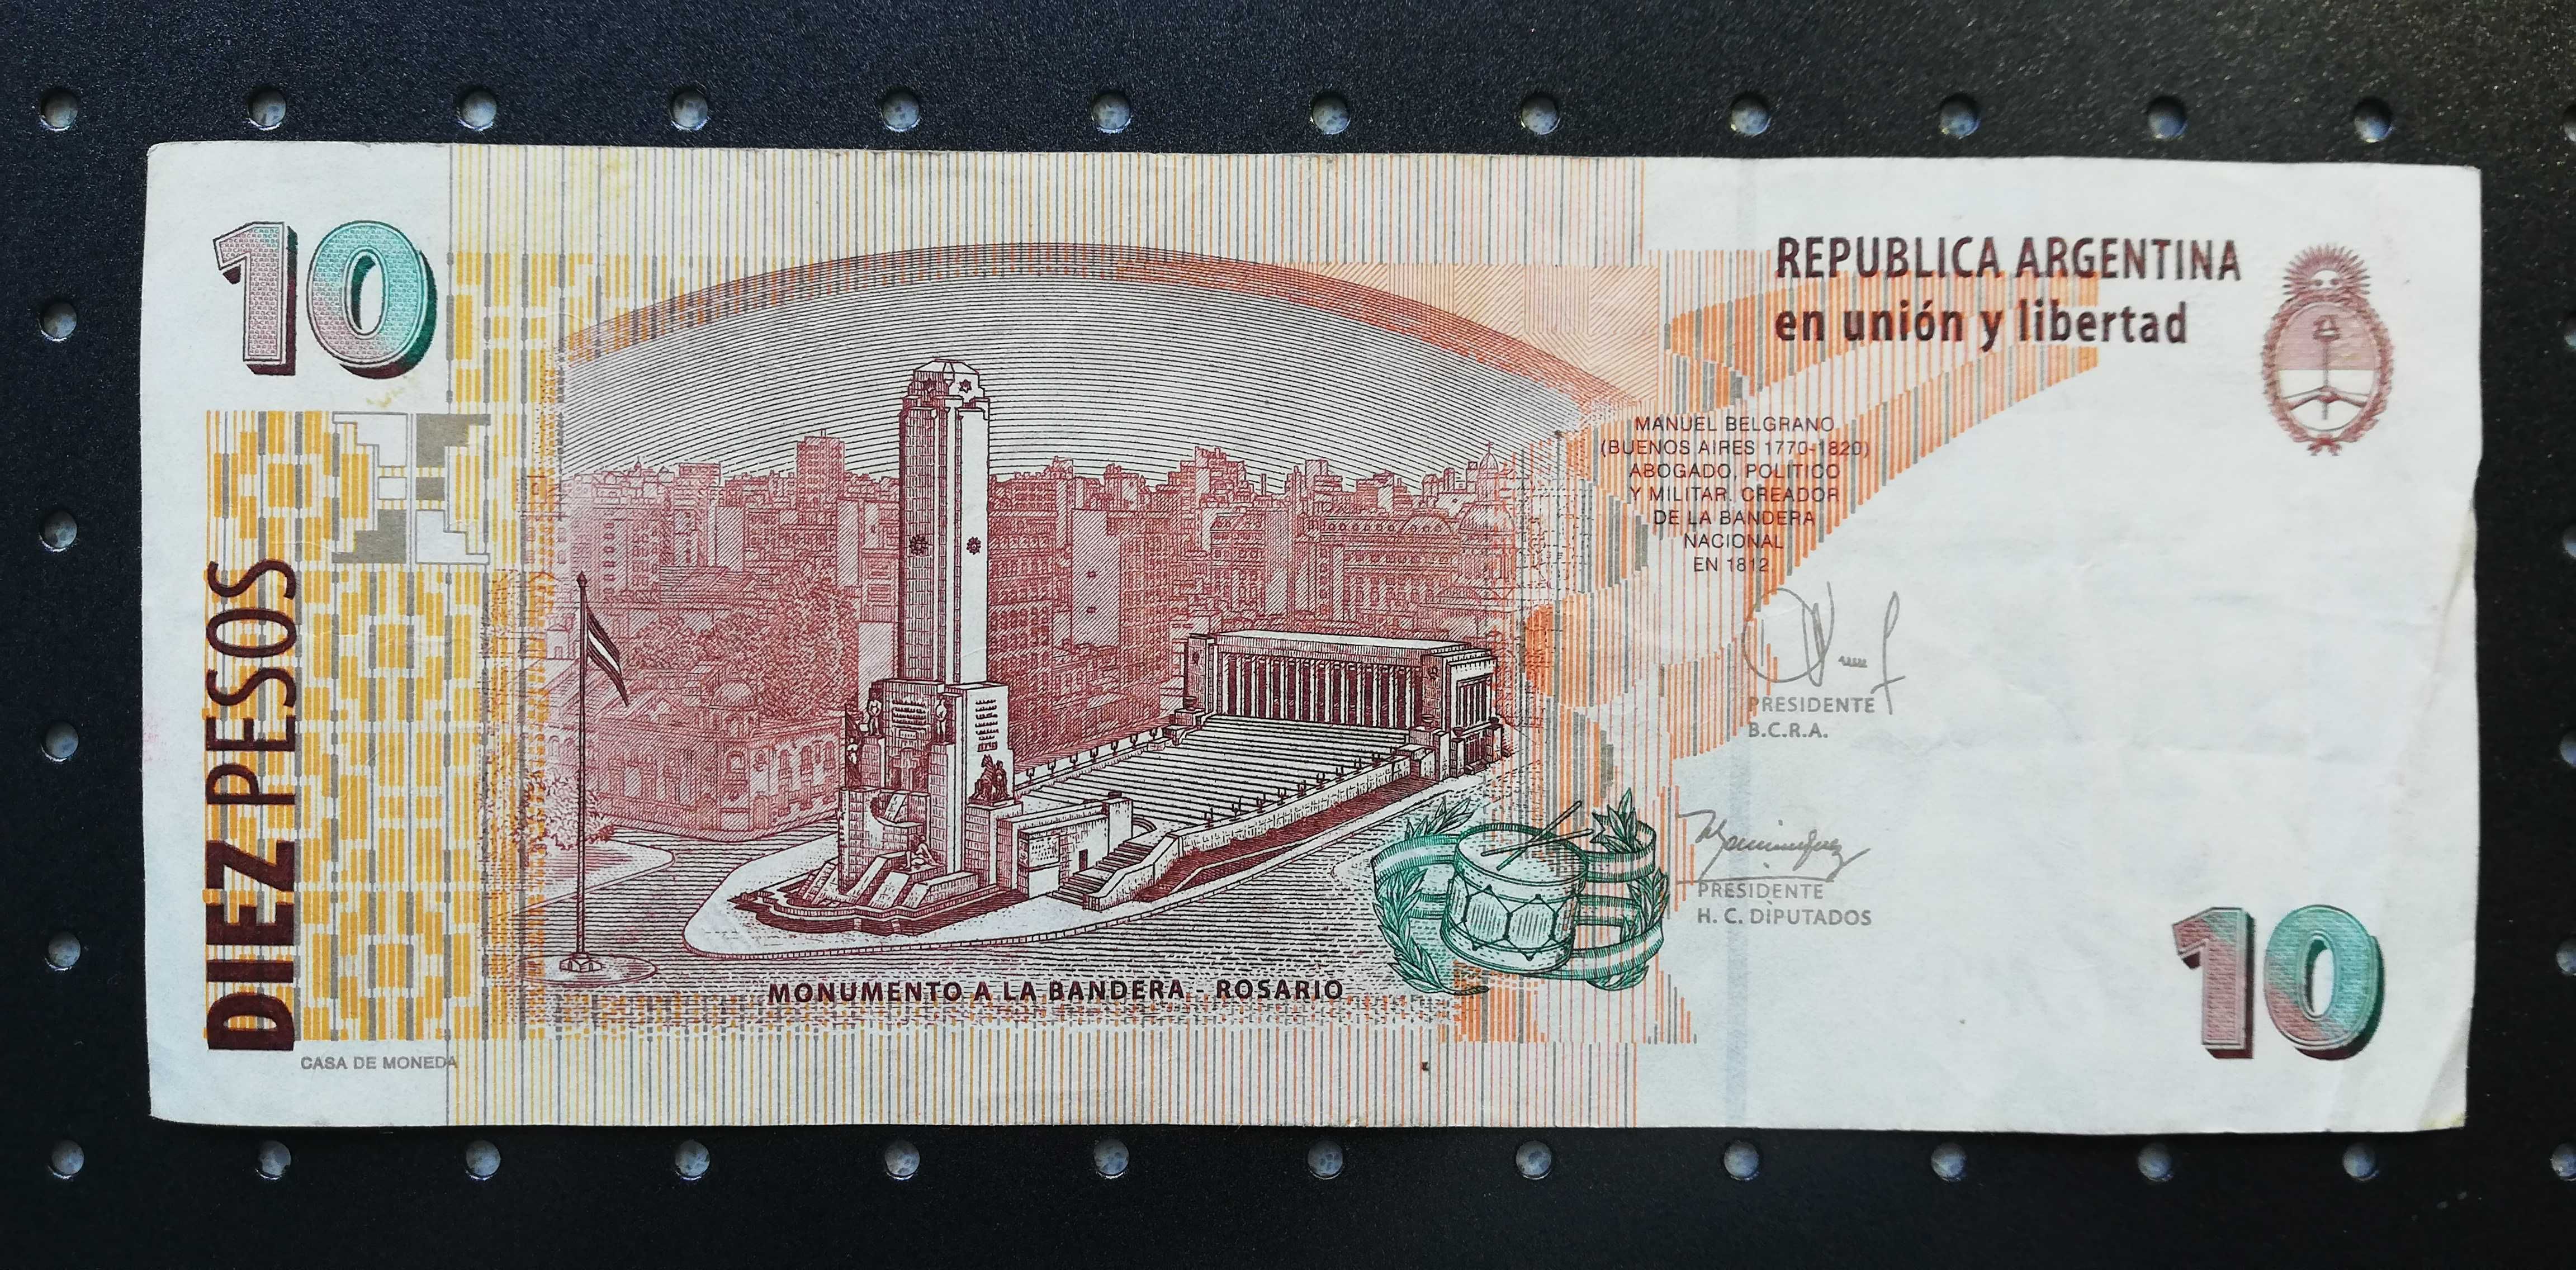 10
REPUBLICA ARGENTINA
en unión y libertad
MANUEL BELGRANO
(BUENOS AIRES 1770-1820)
ABOGADO, POLITICO
Y MILITAR. CREADOR
DE LA BANDERA
NACIONAL
EN 1812
DIEZ PESOS
PRESIDENTE
B.C.R.A.
PRESIDENTE
H. C. DIPUTADOS
MONUMENTO A LA BANDERA - ROSARIO
10
CASA DE MONEDA